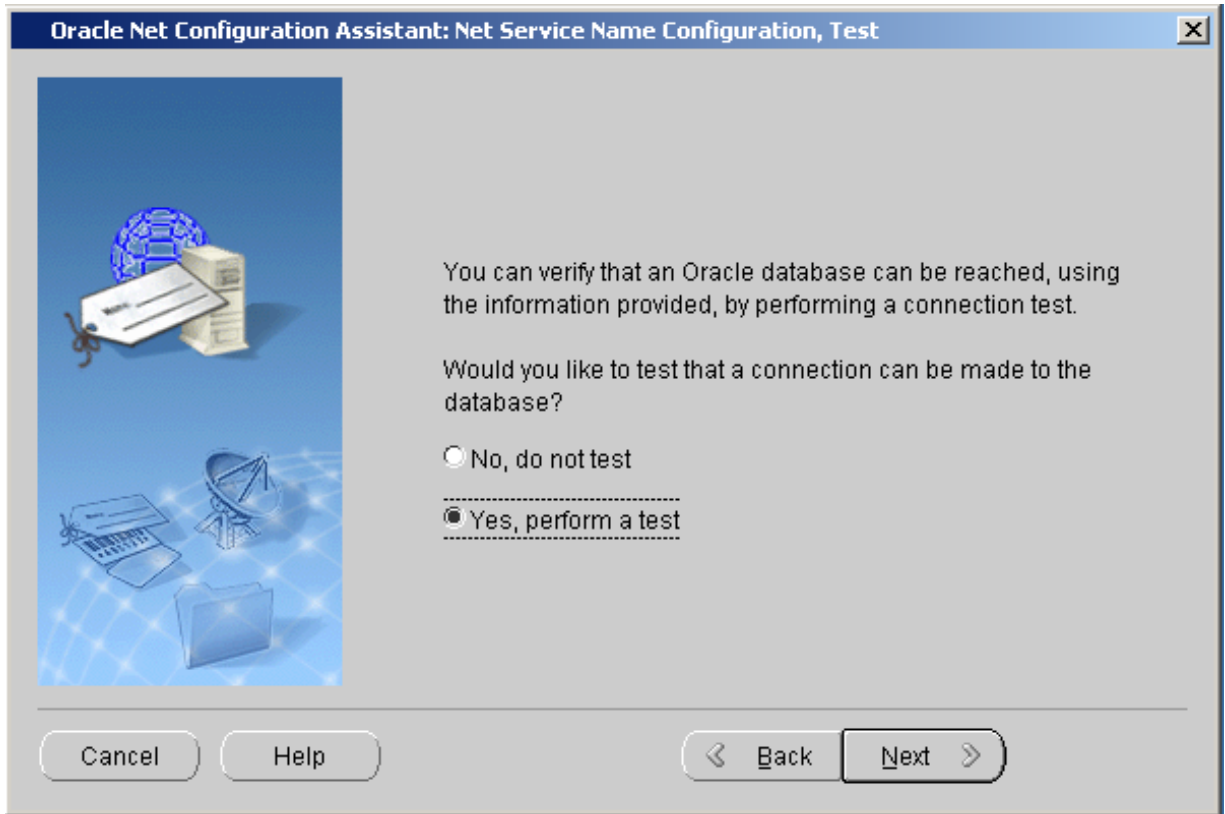 Oracle Net Configuration Assistant: Net Service Name Configuration, Test
You can verify that an Oracle database can be reached, using
the information provided, by performing a connection test.
Would you like to test that a connection can be made to the
database?
No, do not test
Yes, perform a test
Cancel
Help
Back
Next